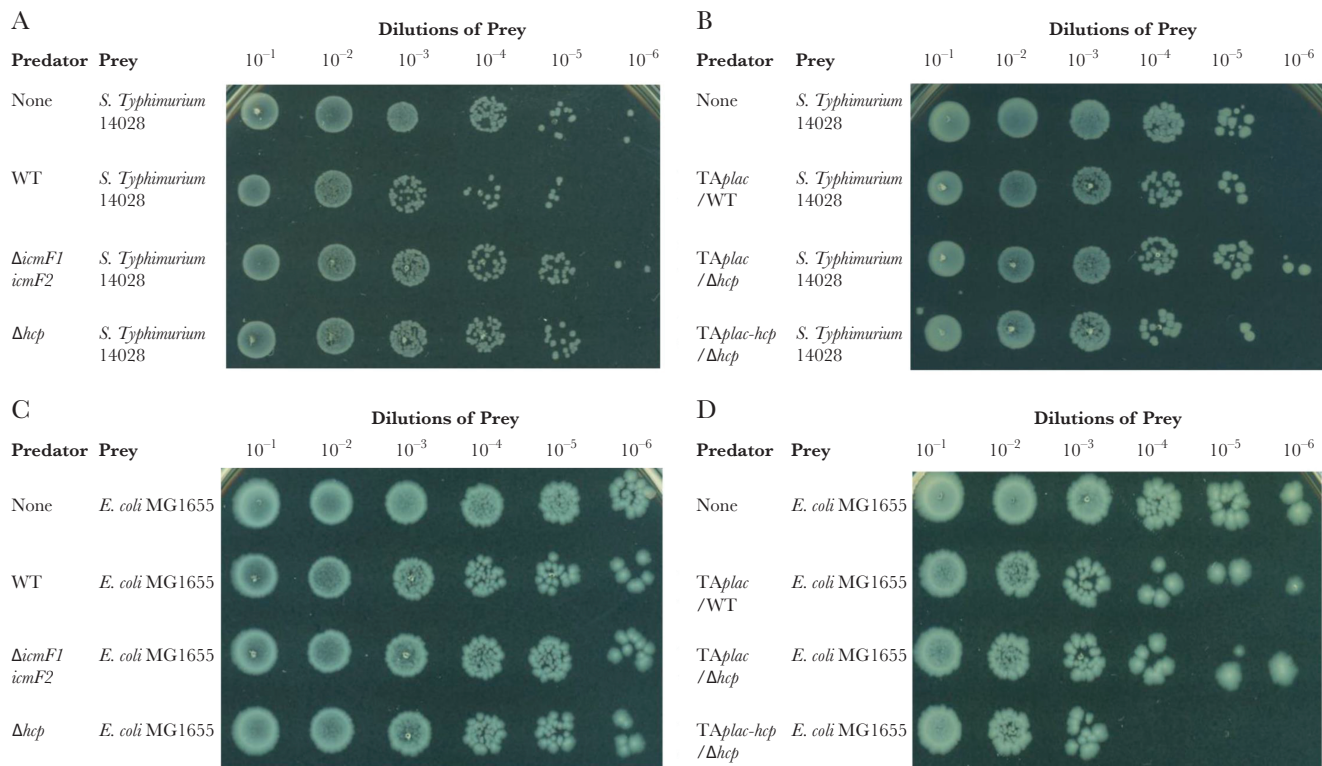 A
Dilutions of Prey
Predator Prey 10⁻¹ 10⁻² 10⁻³ 10⁻⁴ 10⁻⁵ 10⁻⁶
None S. Typhimurium
14028
WT S. Typhimurium
14028
ΔicmF1 S. Typhimurium
icmF2 14028
Δhcp S. Typhimurium
14028
B
Dilutions of Prey
Predator Prey 10⁻¹ 10⁻² 10⁻³ 10⁻⁴ 10⁻⁵ 10⁻⁶
None S. Typhimurium
14028
TAplac S. Typhimurium
/WT 14028
TAplac S. Typhimurium
/Δhcp 14028
TAplac-hcp S. Typhimurium
/Δhcp 14028
C
Dilutions of Prey
Predator Prey 10⁻¹ 10⁻² 10⁻³ 10⁻⁴ 10⁻⁵ 10⁻⁶
None E. coli MG1655
WT E. coli MG1655
ΔicmF1 E. coli MG1655
icmF2
Δhcp E. coli MG1655
D
Dilutions of Prey
Predator Prey 10⁻¹ 10⁻² 10⁻³ 10⁻⁴ 10⁻⁵ 10⁻⁶
None E. coli MG1655
TAplac E. coli MG1655
/WT
TAplac E. coli MG1655
/Δhcp
TAplac-hcp E. coli MG1655
/Δhcp